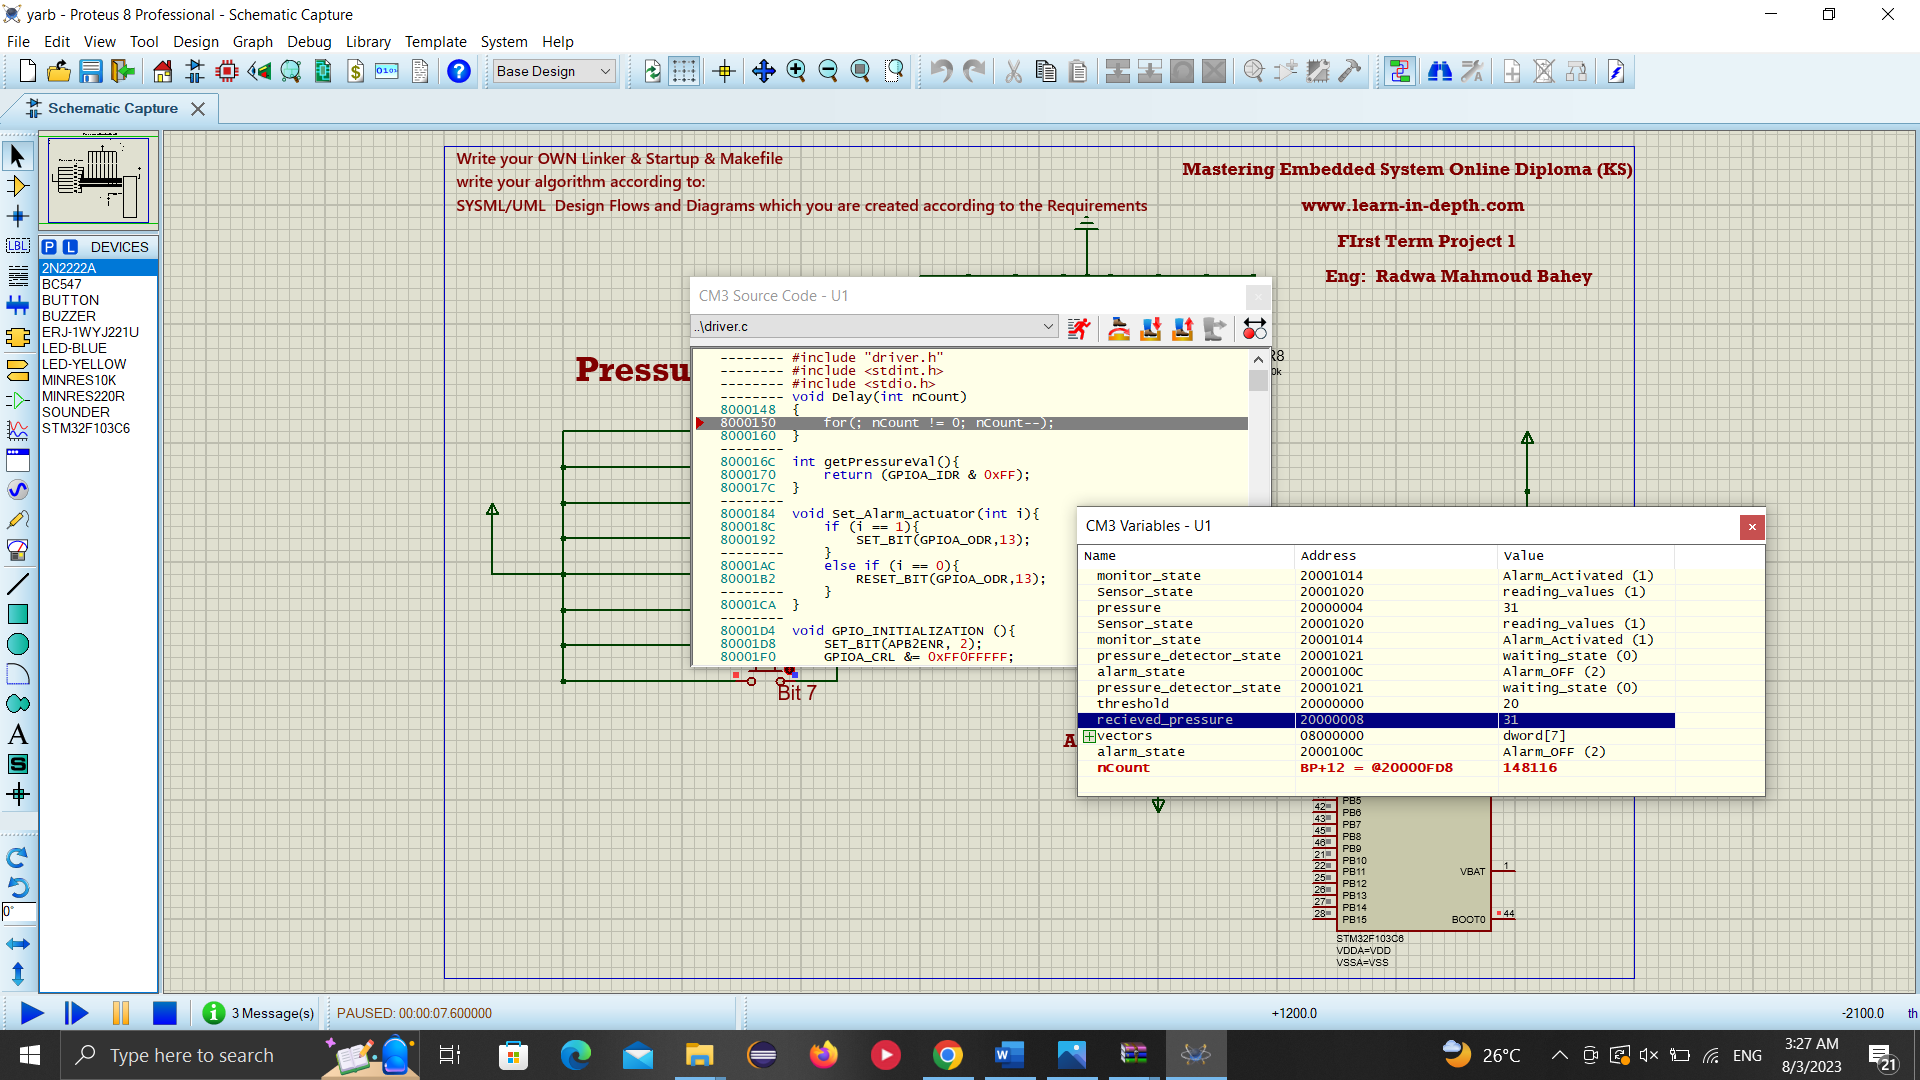 yarb - Proteus 8 Professional - Schematic Capture
File Edit View Tool Design Graph Debug Library Template System Help
Base Design
Schematic Capture
Write your OWN Linker & Startup & Makefile
write your algorithm according to:
SYSML/UML  Design Flows and Diagrams which you are created according to the Requirements
Mastering Embedded System Online Diploma (KS)
www.learn-in-depth.com
FIrst Term Project 1
Eng:  Radwa Mahmoud Bahey
P L DEVICES
2N2222A
BC547
BUTTON
BUZZER
ERJ-1WYJ221U
LED-BLUE
LED-YELLOW
MINRES10K
MINRES220R
SOUNDER
STM32F103C6
LBL
A
S
0°
Pressu
CM3 Source Code - U1
..\driver.c
-------- #include "driver.h"
-------- #include <stdint.h>
-------- #include <stdio.h>
-------- void Delay(int nCount)
8000148 {
8000150 for(; nCount != 0; nCount--);
8000160 }
--------
800016C int getPressureVal(){
8000170 return (GPIOA_IDR & 0xFF);
800017C }
--------
8000184 void Set_Alarm_actuator(int i){
800018C if (i == 1){
8000192 SET_BIT(GPIOA_ODR,13);
-------- }
80001AC else if (i == 0){
80001B2 RESET_BIT(GPIOA_ODR,13);
-------- }
80001CA }
--------
80001D4 void GPIO_INITIALIZATION (){
80001D8 SET_BIT(APB2ENR, 2);
80001F0 GPIOA_CRL &= 0xFF0FFFFF;
R8
0k
Bit 7
A
CM3 Variables - U1
Name Address Value
monitor_state 20001014 Alarm_Activated (1)
Sensor_state 20001020 reading_values (1)
pressure 20000004 31
Sensor_state 20001020 reading_values (1)
monitor_state 20001014 Alarm_Activated (1)
pressure_detector_state 20001021 waiting_state (0)
alarm_state 2000100C Alarm_OFF (2)
pressure_detector_state 20001021 waiting_state (0)
threshold 20000000 20
recieved_pressure 20000008 31
vectors 08000000 dword[7]
alarm_state 2000100C Alarm_OFF (2)
nCount BP+12 = @20000FD8 148116
PB5
42 PB6
43 PB7
45 PB8
46 PB9
21 PB10
22 PB11 VBAT 1
25 PB12
26 PB13
27 PB14
28 PB15 BOOT0 44
STM32F103C6
VDDA=VDD
VSSA=VSS
3 Message(s) PAUSED: 00:00:07.600000 +1200.0 -2100.0 th
Type here to search 26°C ENG 3:27 AM
8/3/2023
21